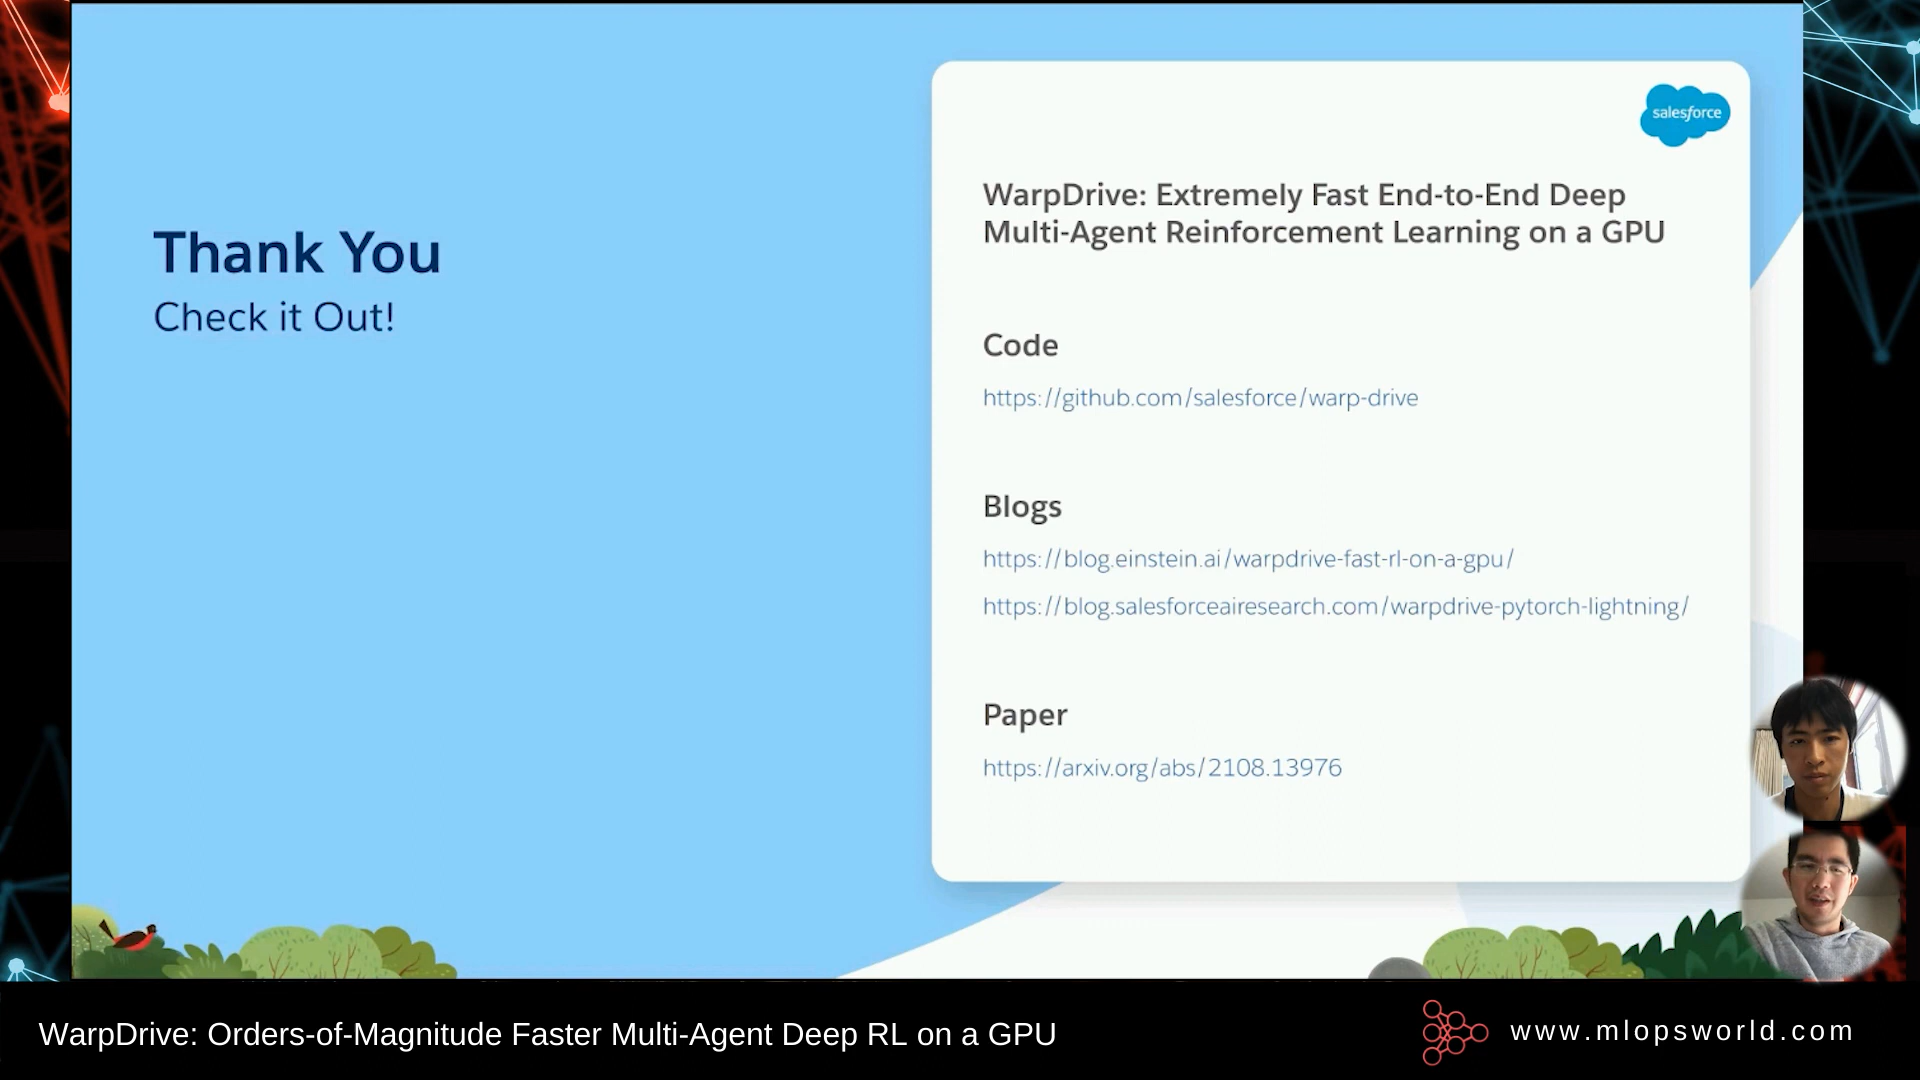 Thank You
Check it Out!
salesforce
WarpDrive: Extremely Fast End-to-End Deep
Multi-Agent Reinforcement Learning on a GPU
Code
https://github.com/salesforce/warp-drive
Blogs
https://blog.einstein.ai/warpdrive-fast-rl-on-a-gpu/
https://blog.salesforceairesearch.com/warpdrive-pytorch-lightning/
Paper
https://arxiv.org/abs/2108.13976
WarpDrive: Orders-of-Magnitude Faster Multi-Agent Deep RL on a GPU
www.mlopsworld.com